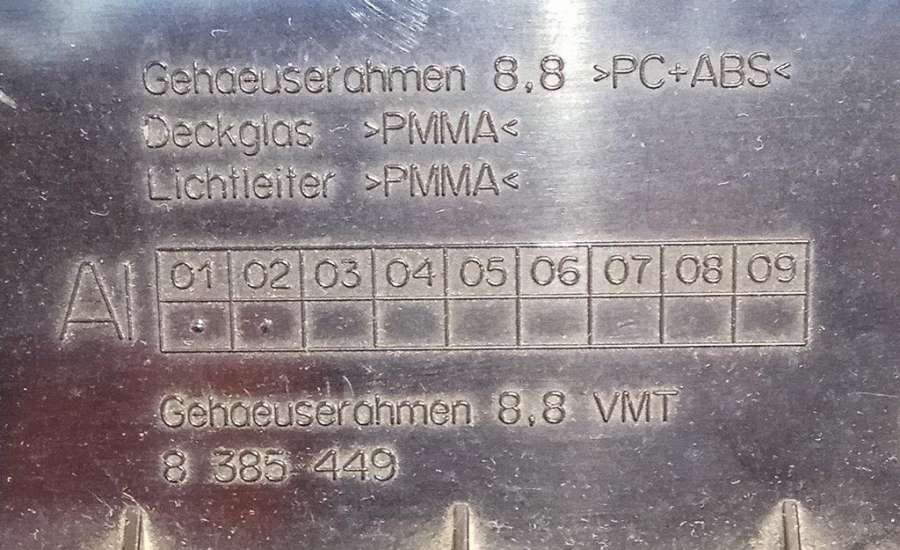 Gehaeuserahmen 8,8 >PC+ABS<
Deckglas >PMMA<
Lichtleiter >PMMA<
AI 01 02 03 04 05 06 07 08 09
Gehaeuserahmen 8,8 VMT
8 385 449